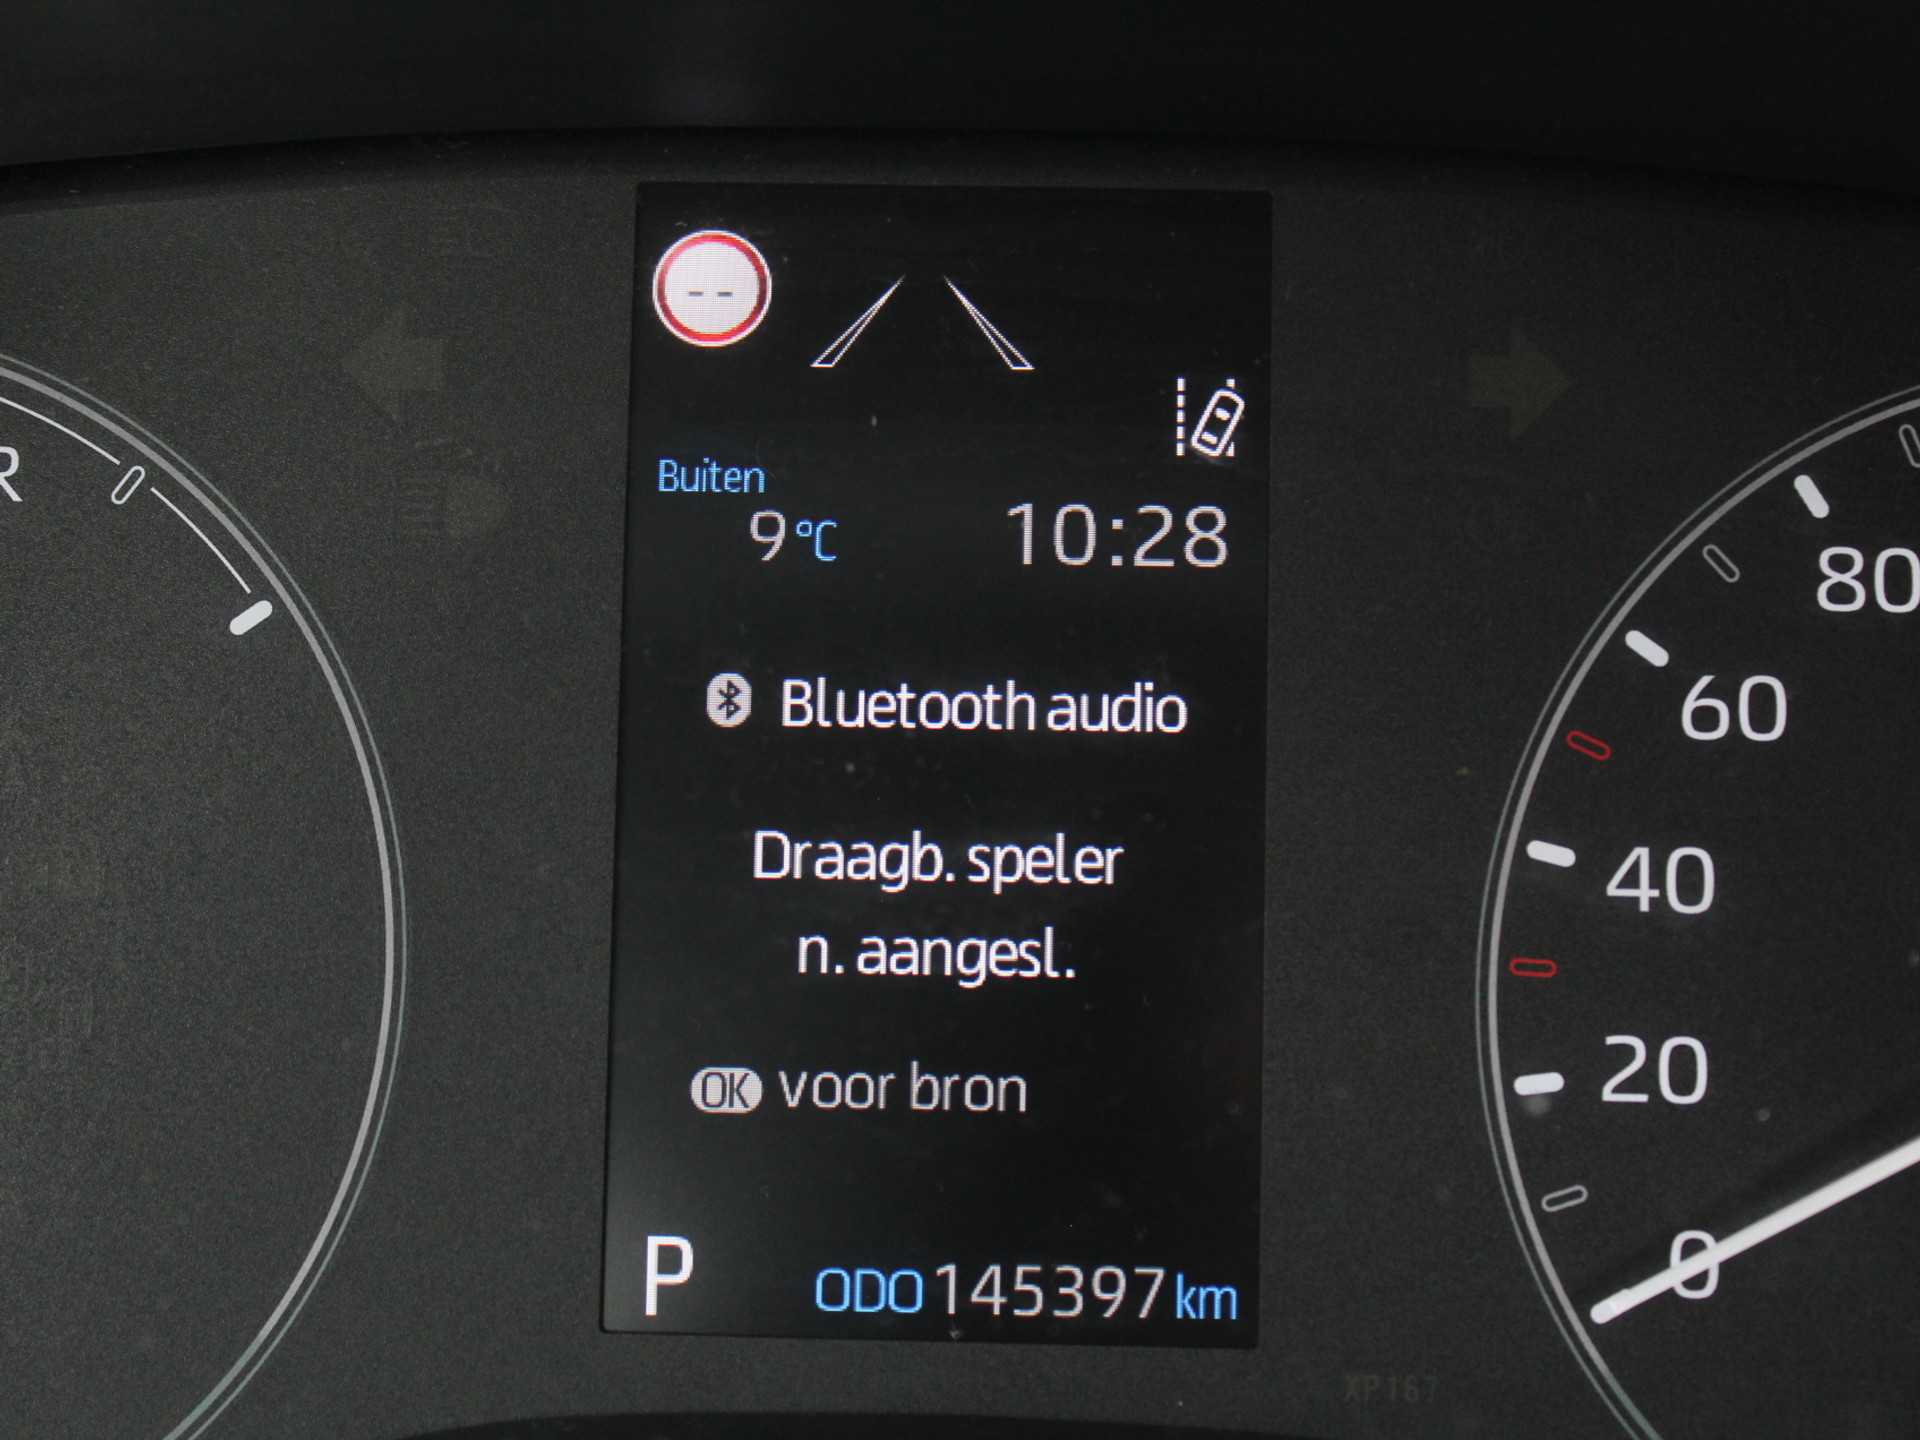 R
--
Buiten
9°C
10:28
Bluetooth audio
Draagb. speler
n. aangesl.
OK voor bron
P
ODO 145397 km
80
60
40
20
0
XP167